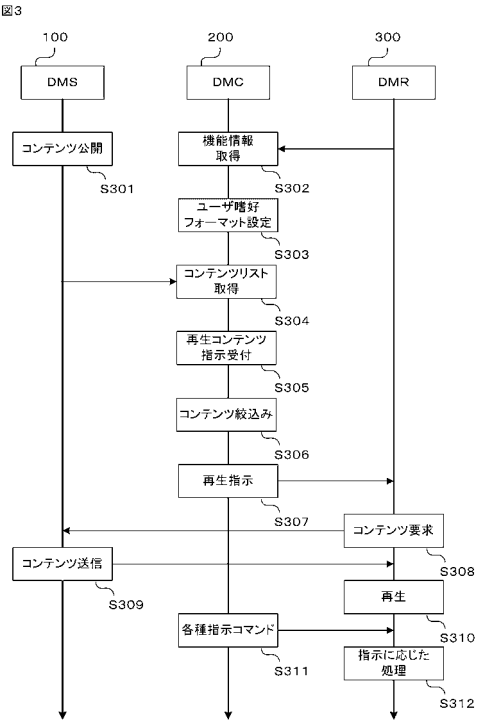 図3
100
200
300
DMS
DMC
DMR
コンテンツ公開
S301
機能情報
取得
S302
ユーザ嗜好
フォーマット設定
S303
コンテンツリスト
取得
S304
再生コンテンツ
指示受付
S305
コンテンツ絞込み
S306
再生指示
S307
コンテンツ要求
S308
コンテンツ送信
S309
再生
S310
各種指示コマンド
S311
指示に応じた
処理
S312